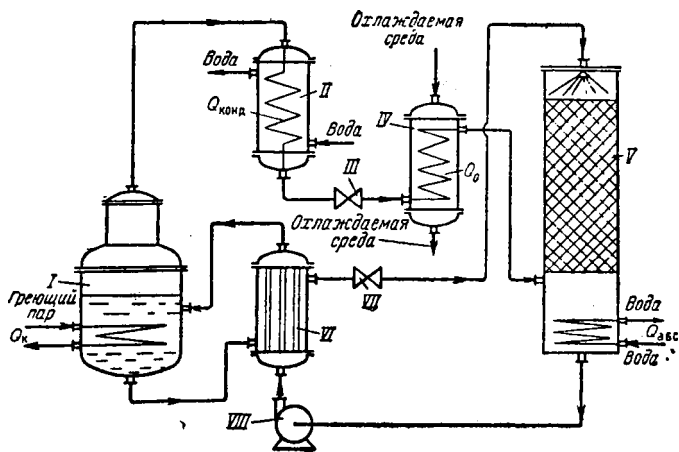 Охлаждаемая
среда
Вода
II
Qконд
Вода
IV
Q₀
III
Охлаждаемая
среда
V
I
Греющий
пар
Qк
VI
VII
Вода
Qабс
Вода
VIII